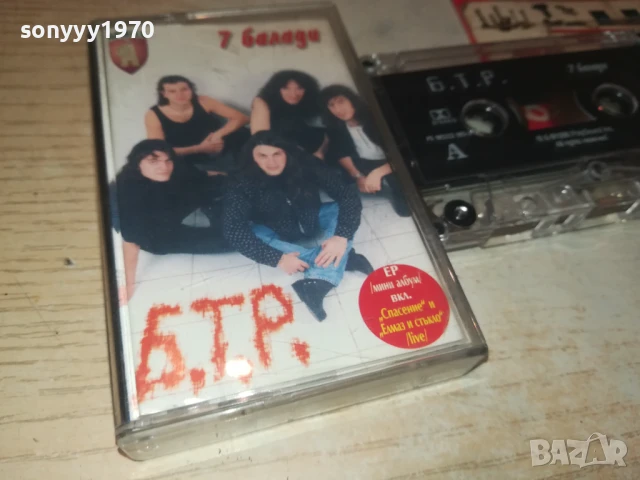 sonyyy1970
7 балади
Б.Т.Р.
EP
/мини албум/
вкл.
„Спасение" и
„Елмаз и стъкло"
/live/
Б.Т.Р.
7 балади
A
BAZAR